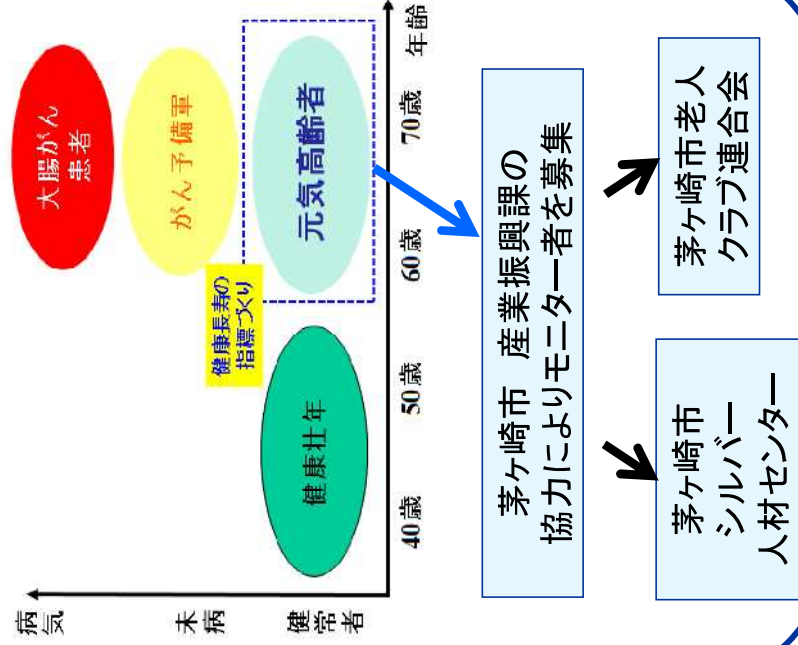 病気
未病
健常者
大腸がん
患者
がん予備軍
健康長寿の
指標づくり
元気高齢者
健康壮年
40歳
50歳
60歳
70歳
年齢
茅ヶ崎市 産業振興課の
協力によりモニター者を募集
茅ヶ崎市
シルバー
人材センター
茅ヶ崎市老人
クラブ連合会